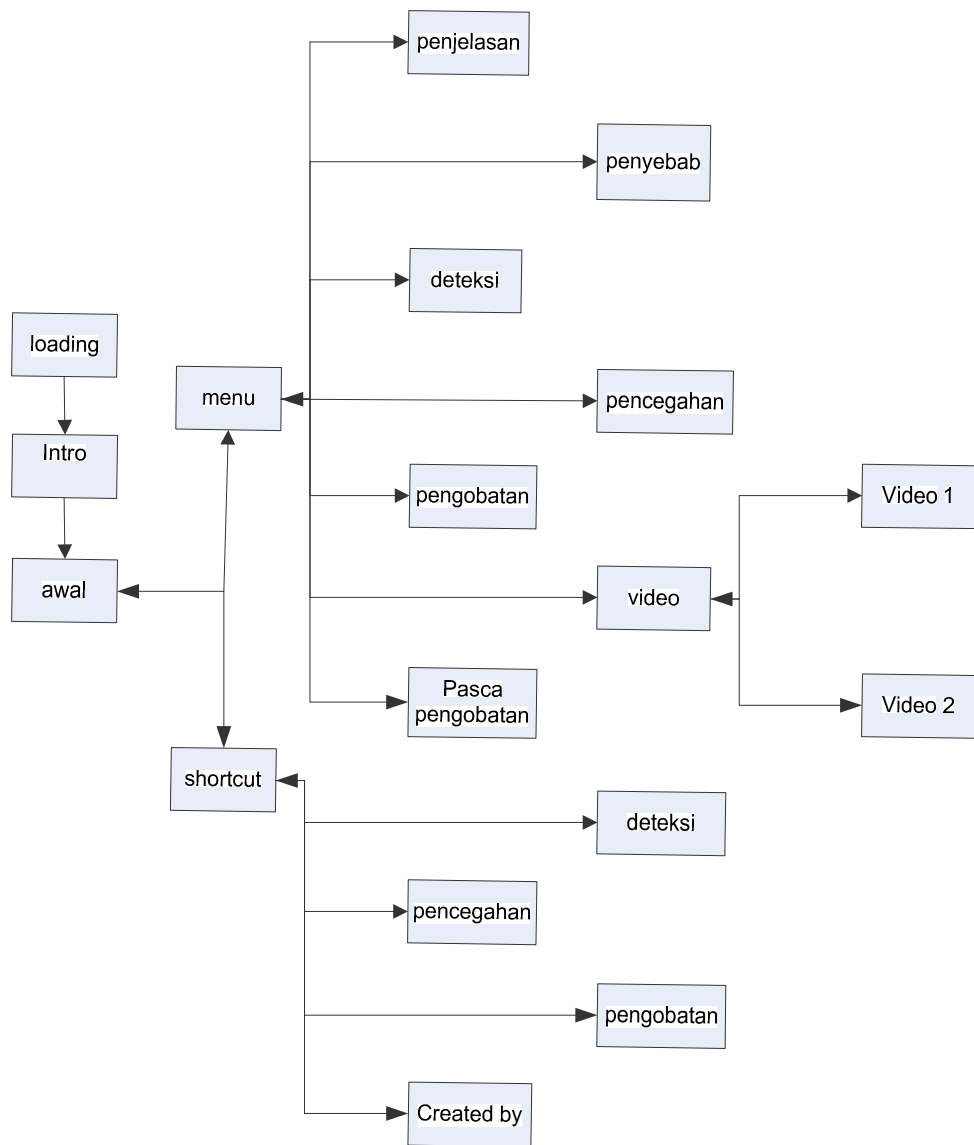 penjelasan
penyebab
deteksi
loading
menu
pencegahan
Intro
pengobatan
Video 1
awal
video
Pasca
pengobatan
Video 2
shortcut
deteksi
pencegahan
pengobatan
Created by